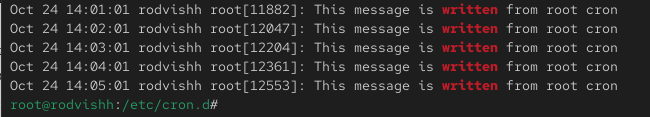 Oct 24 14:01:01 rodvishh root[11882]: This message is written from root cron
Oct 24 14:02:01 rodvishh root[12047]: This message is written from root cron
Oct 24 14:03:01 rodvishh root[12204]: This message is written from root cron
Oct 24 14:04:01 rodvishh root[12361]: This message is written from root cron
Oct 24 14:05:01 rodvishh root[12553]: This message is written from root cron
root@rodvishh:/etc/cron.d#